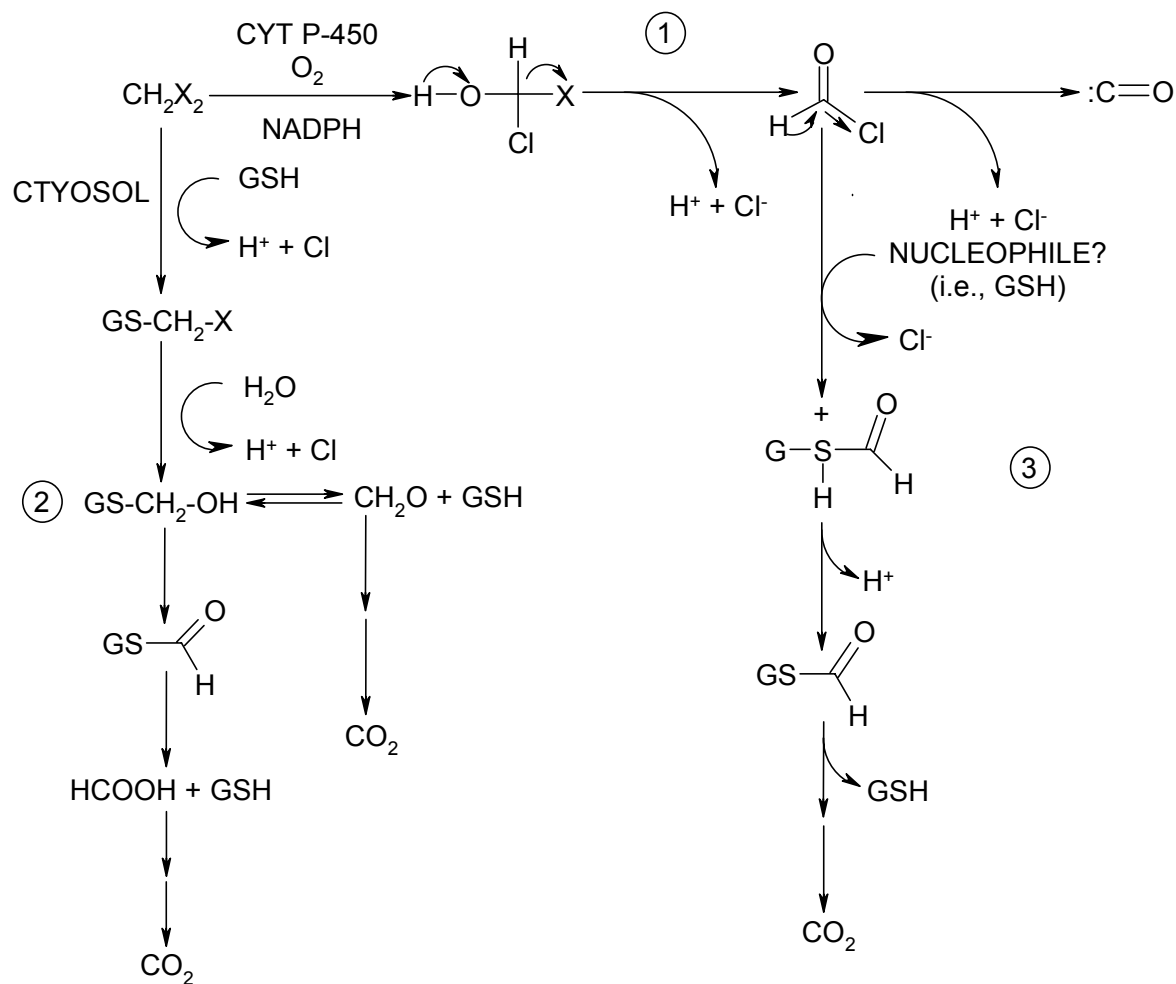 CYT P-450
O₂
CH₂X₂
NADPH
H O X
H
Cl
1
H⁺ + Cl⁻
O
H Cl
:C=O
H⁺ + Cl⁻
NUCLEOPHILE?
(i.e., GSH)
Cl⁻
CTYOSOL
GSH
H⁺ + Cl
GS-CH₂-X
H₂O
H⁺ + Cl
2
GS-CH₂-OH
CH₂O + GSH
+
G S O
H H
3
H⁺
GS O
H
GS O
H
HCOOH + GSH
CO₂
CO₂
GSH
CO₂